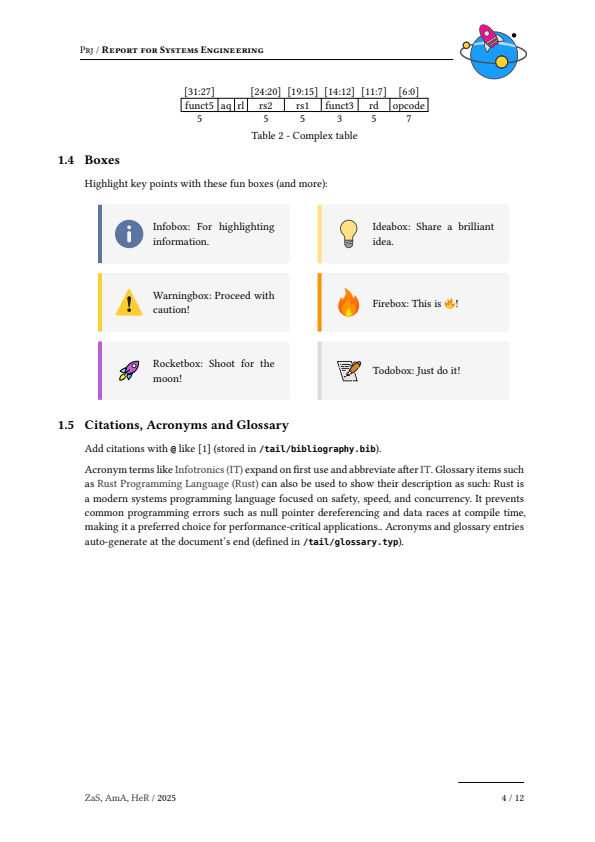 PRJ / REPORT FOR SYSTEMS ENGINEERING
[31:27] [24:20] [19:15] [14:12] [11:7] [6:0]
funct5 aq rl rs2 rs1 funct3 rd opcode
5 5 5 3 5 7
Table 2 - Complex table
1.4 Boxes
Highlight key points with these fun boxes (and more):
Infobox: For highlighting
information.
Ideabox: Share a brilliant
idea.
Warningbox: Proceed with
caution!
Firebox: This is 🔥!
Rocketbox: Shoot for the
moon!
Todobox: Just do it!
1.5 Citations, Acronyms and Glossary
Add citations with @ like [1] (stored in /tail/bibliography.bib).
Acronym terms like Infotronics (IT) expand on first use and abbreviate after IT. Glossary items such
as Rust Programming Language (Rust) can also be used to show their description as such: Rust is
a modern systems programming language focused on safety, speed, and concurrency. It prevents
common programming errors such as null pointer dereferencing and data races at compile time,
making it a preferred choice for performance-critical applications.. Acronyms and glossary entries
auto-generate at the document's end (defined in /tail/glossary.typ).
ZaS, AmA, HeR / 2025
4 / 12